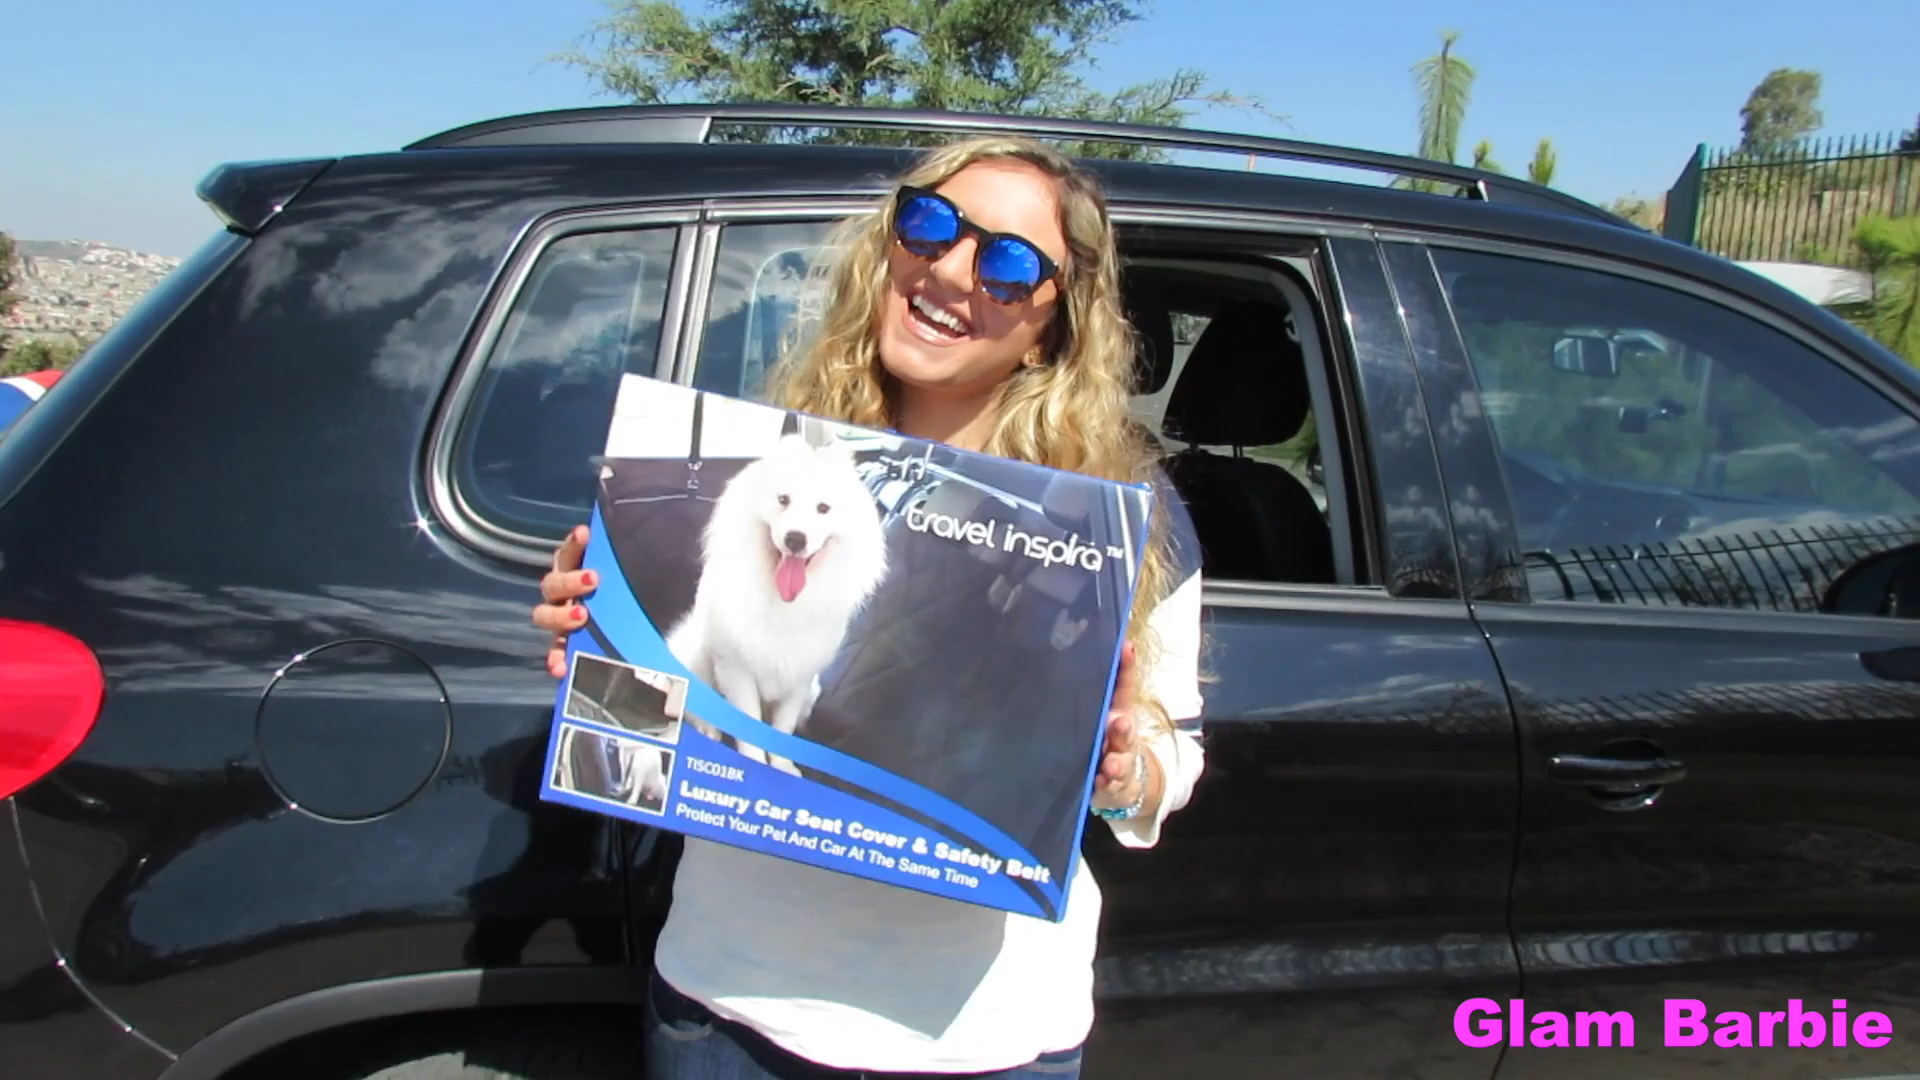 travel inspira™
TISC01BK
Luxury Car Seat Cover & Safety Belt
Protect Your Pet And Car At The Same Time
Glam Barbie